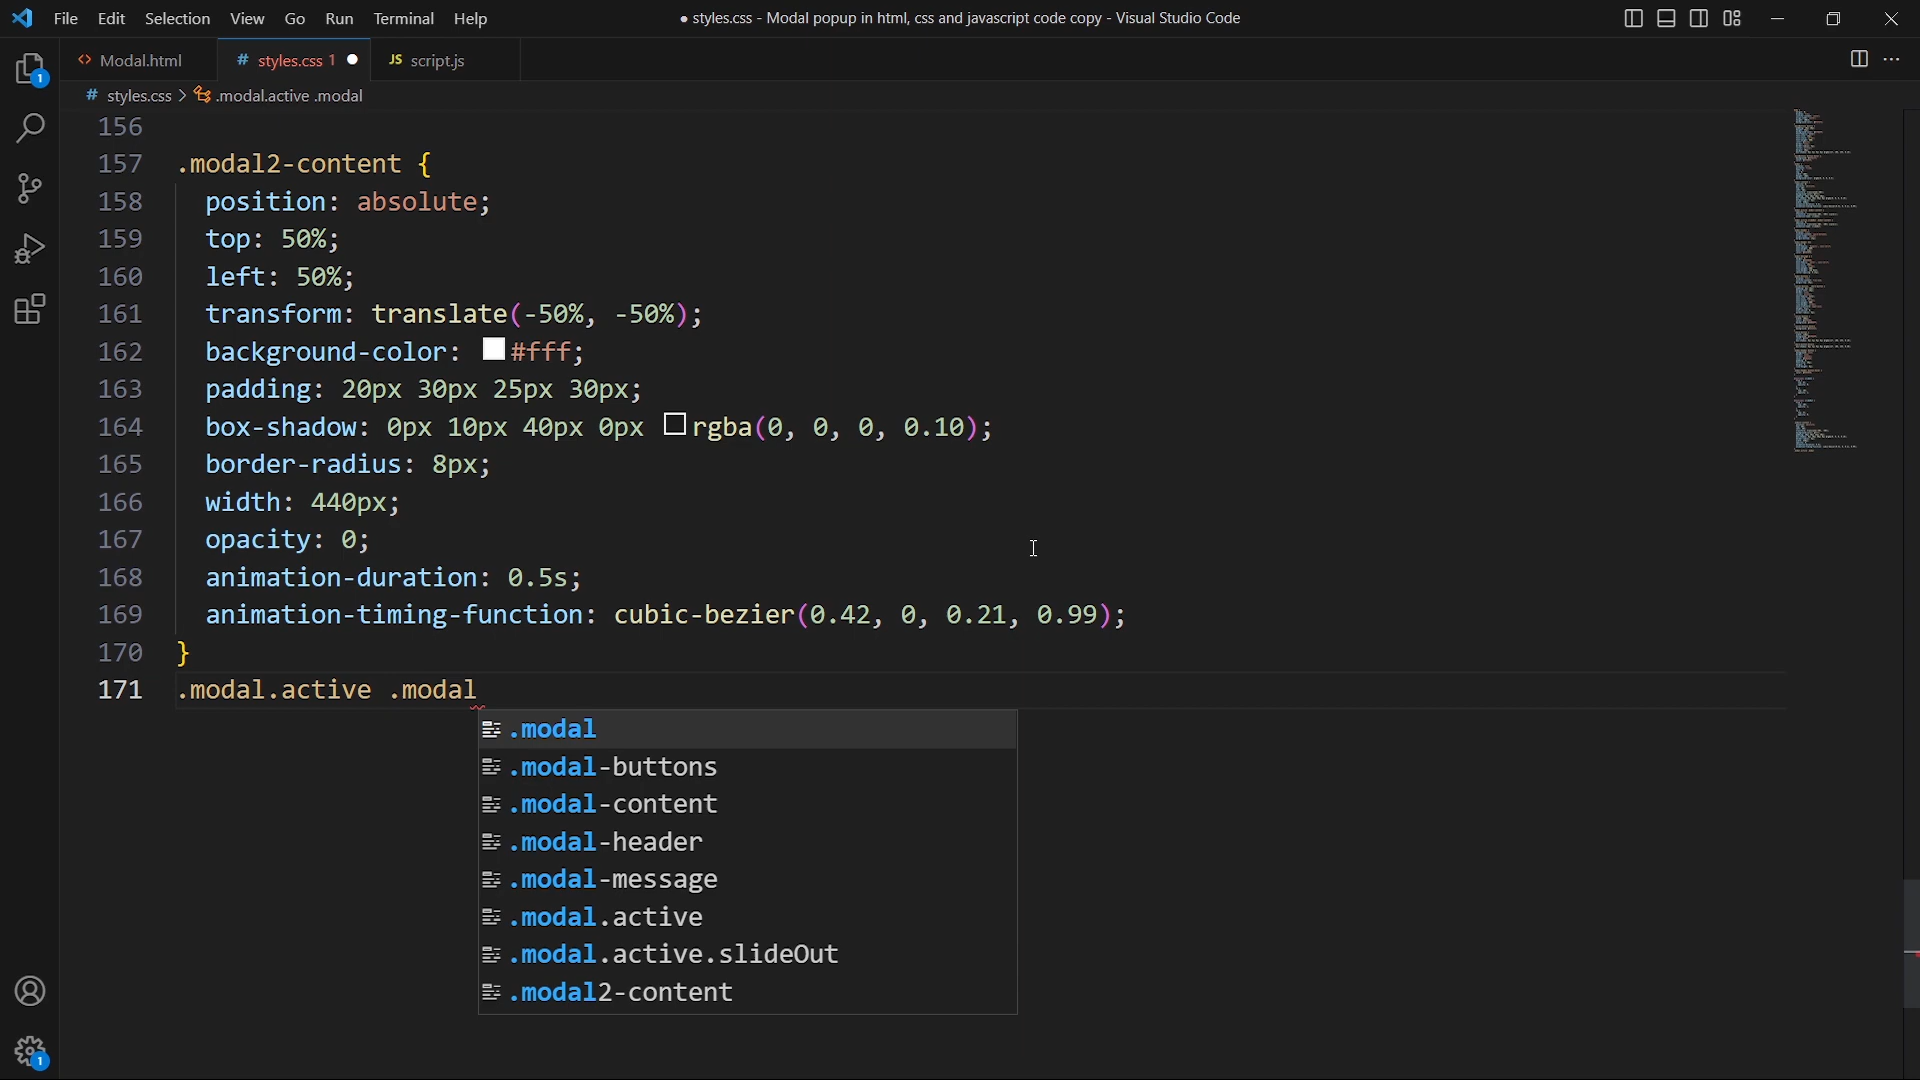 File Edit Selection View Go Run Terminal Help ● styles.css - Modal popup in html, css and javascript code copy - Visual Studio Code
<> Modal.html # styles.css 1 ● JS script.js
# styles.css > .modal.active .modal
1
156
157 .modal2-content {
158 position: absolute;
159 top: 50%;
160 left: 50%;
161 transform: translate(-50%, -50%);
162 background-color: #fff;
163 padding: 20px 30px 25px 30px;
164 box-shadow: 0px 10px 40px 0px rgba(0, 0, 0, 0.10);
165 border-radius: 8px;
166 width: 440px;
167 opacity: 0;
168 animation-duration: 0.5s;
169 animation-timing-function: cubic-bezier(0.42, 0, 0.21, 0.99);
170 }
171 .modal.active .modal
.modal
.modal-buttons
.modal-content
.modal-header
.modal-message
.modal.active
.modal.active.slideOut
.modal2-content
1